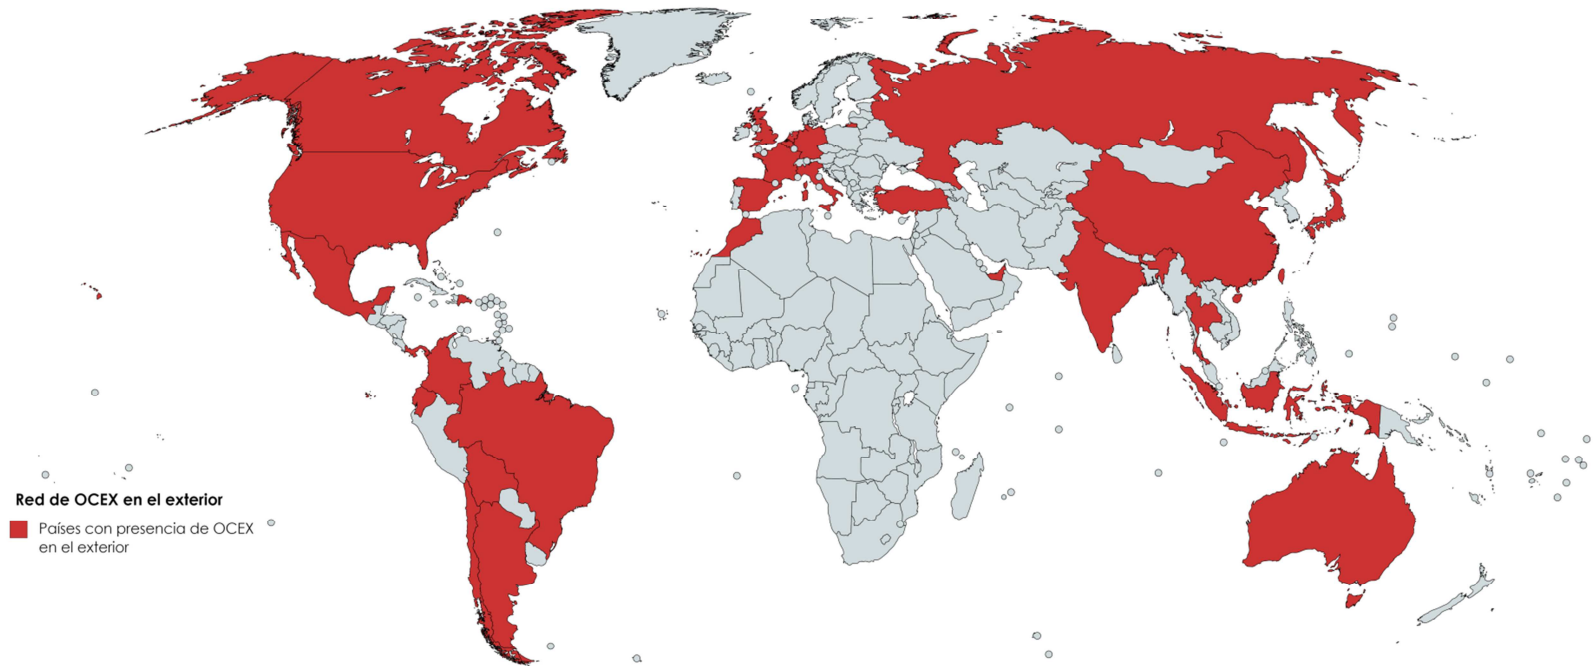 Red de OCEX en el exterior
Países con presencia de OCEX
en el exterior